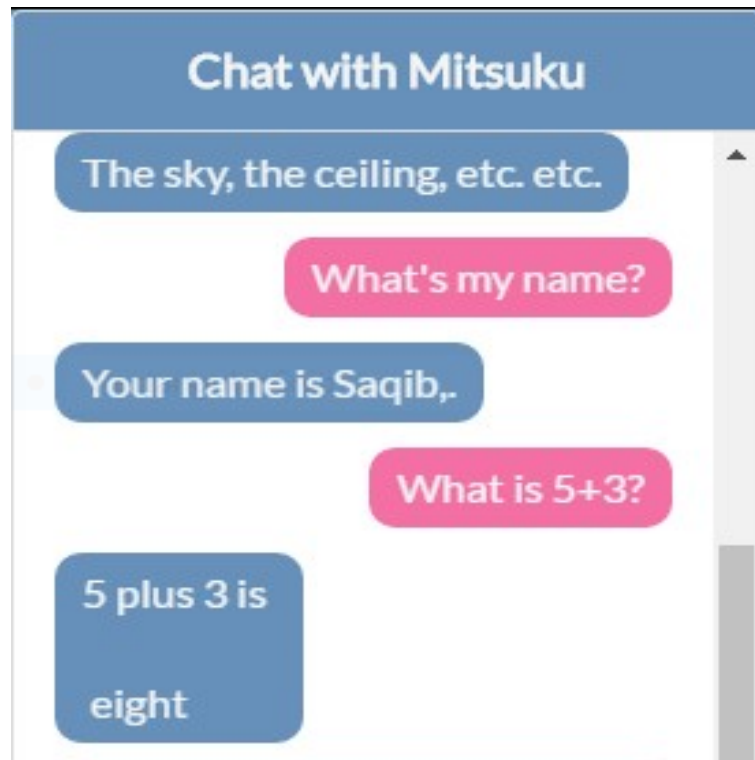 Chat with Mitsuku
The sky, the ceiling, etc. etc.
What's my name?
Your name is Saqib,.
What is 5+3?
5 plus 3 is
eight